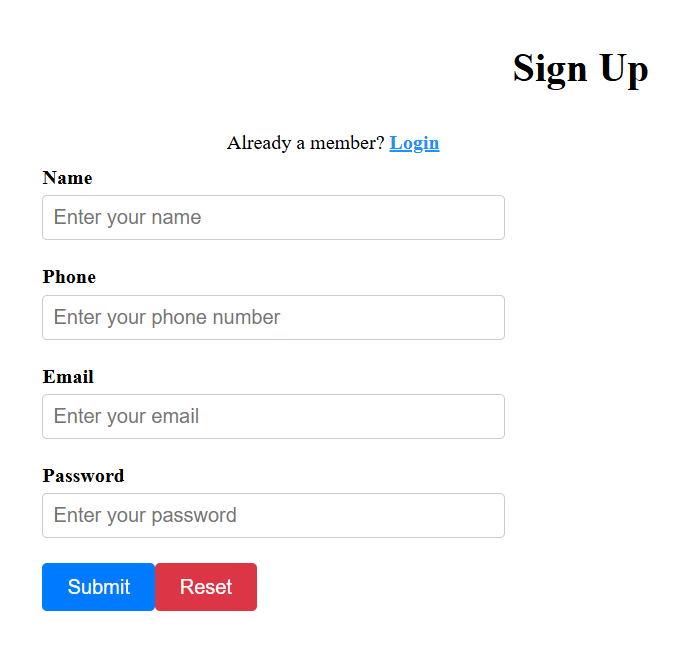 Sign Up
Already a member? Login
Name
Enter your name
Phone
Enter your phone number
Email
Enter your email
Password
Enter your password
Submit Reset